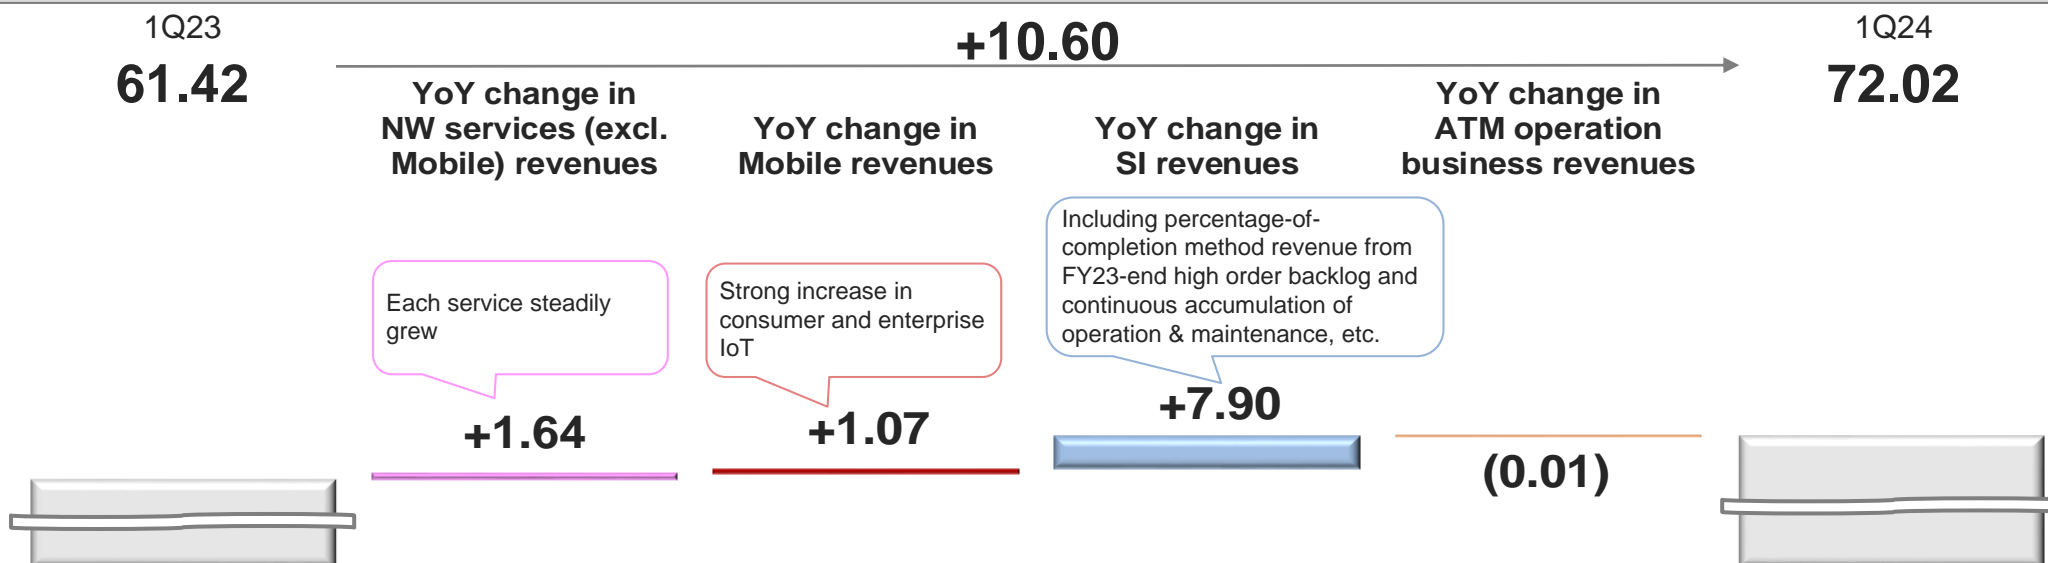 1Q23
61.42
+10.60
1Q24
72.02
YoY change in
NW services (excl.
Mobile) revenues
YoY change in
Mobile revenues
YoY change in
SI revenues
YoY change in
ATM operation
business revenues
Each service steadily
grew
Strong increase in
consumer and enterprise
IoT
Including percentage-of-
completion method revenue from
FY23-end high order backlog and
continuous accumulation of
operation & maintenance, etc.
+1.64
+1.07
+7.90
(0.01)